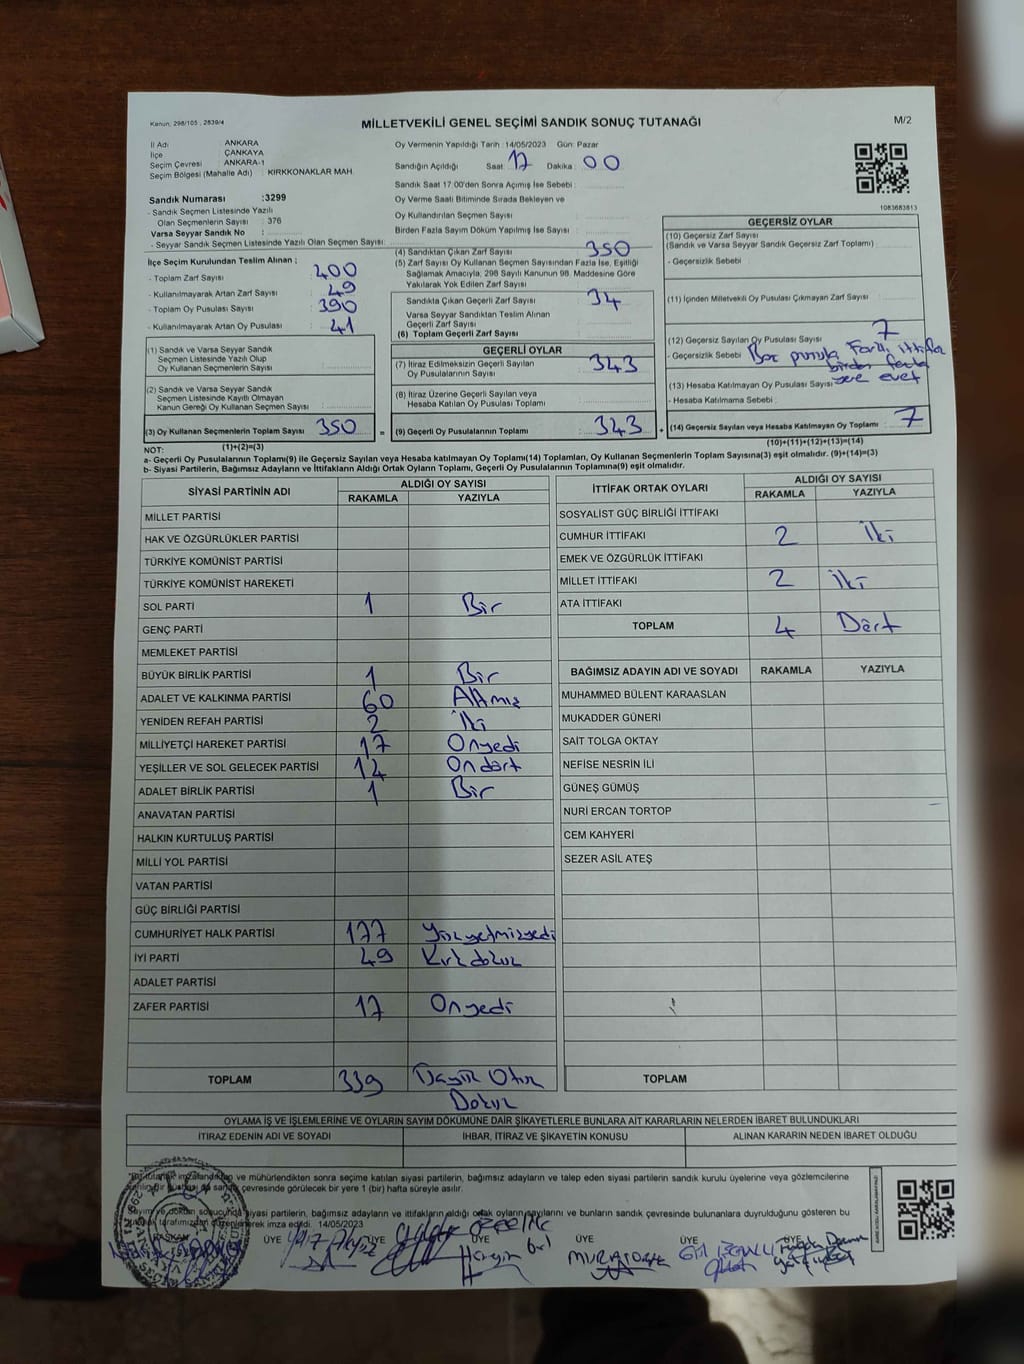 Kanun; 298/105 ; 2839/4
MİLLETVEKİLİ GENEL SEÇİMİ SANDIK SONUÇ TUTANAĞI
M/2
İl Adı : ANKARA
İlçe : ÇANKAYA
Seçim Çevresi : ANKARA-1
Seçim Bölgesi (Mahalle Adı) : KIRKKONAKLAR MAH.
Oy Vermenin Yapıldığı Tarih : 14/05/2023 Gün: Pazar
Sandığın Açıldığı Saat: 17 Dakika : 00
Sandık Saat 17:00'den Sonra Açımış İse Sebebi :
Oy Verme Saati Bitiminde Sırada Bekleyen ve
Oy Kullandırılan Seçmen Sayısı :
Birden Fazla Sayım Döküm Yapılmış İse Sayısı :
1083683813
Sandık Numarası : 3299
- Sandık Seçmen Listesinde Yazılı
Olan Seçmenlerin Sayısı : 376
Varsa Seyyar Sandık No :
- Seyyar Sandık Seçmen Listesinde Yazılı Olan Seçmen Sayısı:
İlçe Seçim Kurulundan Teslim Alınan ;
- Toplam Zarf Sayısı : 400
- Kullanılmayarak Artan Zarf Sayısı : 49
- Toplam Oy Pusulası Sayısı : 390
- Kullanılmayarak Artan Oy Pusulası : 41
(1) Sandık ve Varsa Seyyar Sandık
Seçmen Listesinde Yazılı Olup
Oy Kullanan Seçmenlerin Sayısı :
(2) Sandık ve Varsa Seyyar Sandık
Seçmen Listesinde Kayıtlı Olmayan
Kanun Gereği Oy Kullanan Seçmen Sayısı :
(3) Oy Kullanan Seçmenlerin Toplam Sayısı : 350
(1)+(2)=(3)
(4) Sandıktan Çıkan Zarf Sayısı : 350
(5) Zarf Sayısı Oy Kullanan Seçmen Sayısından Fazla İse, Eşitliği
Sağlamak Amacıyla, 298 Sayılı Kanunun 98. Maddesine Göre
Yakılarak Yok Edilen Zarf Sayısı :
Sandıkta Çıkan Geçerli Zarf Sayısı : 34
Varsa Seyyar Sandıktan Teslim Alınan
Geçerli Zarf Sayısı :
(6) Toplam Geçerli Zarf Sayısı :
GEÇERLİ OYLAR
(7) İtiraz Edilmeksizin Geçerli Sayılan
Oy Pusulalarının Sayısı : 343
(8) İtiraz Üzerine Geçerli Sayılan veya
Hesaba Katılan Oy Pusulası Toplamı :
= (9) Geçerli Oy Pusulalarının Toplamı : 343
GEÇERSİZ OYLAR
(10) Geçersiz Zarf Sayısı
(Sandık ve Varsa Seyyar Sandık Geçersiz Zarf Toplamı) :
- Geçersizlik Sebebi :
(11) İçinden Milletvekili Oy Pusulası Çıkmayan Zarf Sayısı :
(12) Geçersiz Sayılan Oy Pusulası Sayısı : 7
- Geçersizlik Sebebi : Boş pusula Farklı ittifak
birden fazla
yere evet
(13) Hesaba Katılmayan Oy Pusulası Sayısı :
- Hesaba Katılmama Sebebi :
+ (14) Geçersiz Sayılan veya Hesaba Katılmayan Oy Toplamı : 7
(10)+(11)+(12)+(13)=(14)
NOT:
a- Geçerli Oy Pusulalarının Toplamı(9) ile Geçersiz Sayılan veya Hesaba katılmayan Oy Toplamı(14) Toplamları, Oy Kullanan Seçmenlerin Toplam Sayısına(3) eşit olmalıdır. (9)+(14)=(3)
b- Siyasi Partilerin, Bağımsız Adayların ve İttifakların Aldığı Ortak Oyların Toplamı, Geçerli Oy Pusulalarının Toplamına(9) eşit olmalıdır.
SİYASİ PARTİNİN ADI
ALDIĞI OY SAYISI
RAKAMLA YAZIYLA
MİLLET PARTİSİ
HAK VE ÖZGÜRLÜKLER PARTİSİ
TÜRKİYE KOMÜNİST PARTİSİ
TÜRKİYE KOMÜNİST HAREKETİ
SOL PARTİ 1 Bir
GENÇ PARTİ
MEMLEKET PARTİSİ
BÜYÜK BİRLİK PARTİSİ 1 Bir
ADALET VE KALKINMA PARTİSİ 60 Altmış
YENİDEN REFAH PARTİSİ 2 İki
MİLLİYETÇİ HAREKET PARTİSİ 17 Onyedi
YEŞİLLER VE SOL GELECEK PARTİSİ 14 Ondört
ADALET BİRLİK PARTİSİ 1 Bir
ANAVATAN PARTİSİ
HALKIN KURTULUŞ PARTİSİ
MİLLİ YOL PARTİSİ
VATAN PARTİSİ
GÜÇ BİRLİĞİ PARTİSİ
CUMHURİYET HALK PARTİSİ 177 Yüzyetmişyedi
İYİ PARTİ 49 Kırkdokuz
ADALET PARTİSİ
ZAFER PARTİSİ 17 Onyedi
TOPLAM 339 Üçyüz Otuz
Dokuz
İTTİFAK ORTAK OYLARI
ALDIĞI OY SAYISI
RAKAMLA YAZIYLA
SOSYALİST GÜÇ BİRLİĞİ İTTİFAKI
CUMHUR İTTİFAKI 2 İki
EMEK VE ÖZGÜRLÜK İTTİFAKI
MİLLET İTTİFAKI 2 İki
ATA İTTİFAKI
TOPLAM 4 Dört
BAĞIMSIZ ADAYIN ADI VE SOYADI RAKAMLA YAZIYLA
MUHAMMED BÜLENT KARAASLAN
MUKADDER GÜNERİ
SAİT TOLGA OKTAY
NEFİSE NESRİN İLİ
GÜNEŞ GÜMÜŞ
NURİ ERCAN TORTOP
CEM KAHYERİ
SEZER ASİL ATEŞ
TOPLAM
OYLAMA İŞ VE İŞLEMLERİNE VE OYLARIN SAYIM DÖKÜMÜNE DAİR ŞİKAYETLERLE BUNLARA AİT KARARLARIN NELERDEN İBARET BULUNDUKLARI
İTİRAZ EDENİN ADI VE SOYADI İHBAR, İTİRAZ VE ŞİKAYETİN KONUSU ALINAN KARARIN NEDEN İBARET OLDUĞU
ve mühürlendikten sonra seçime katılan siyasi partilerin, bağımsız adayların ve talep eden siyasi partilerin sandık kurulu üyelerine veya gözlemcilerine
çevresinde görülecek bir yere 1 (bir) hafta süreyle asılır.
siyasi partilerin, bağımsız adayların ve ittifakların aldığı ortak oyların sayılarını ve bunların sandık çevresinde bulunanlara duyrulduğunu gösteren bu
tarafımızdan düzenlenerek imza edildi. 14/05/2023
ÜYE ÜYE ÜYE ÜYE ÜYE ÜYE